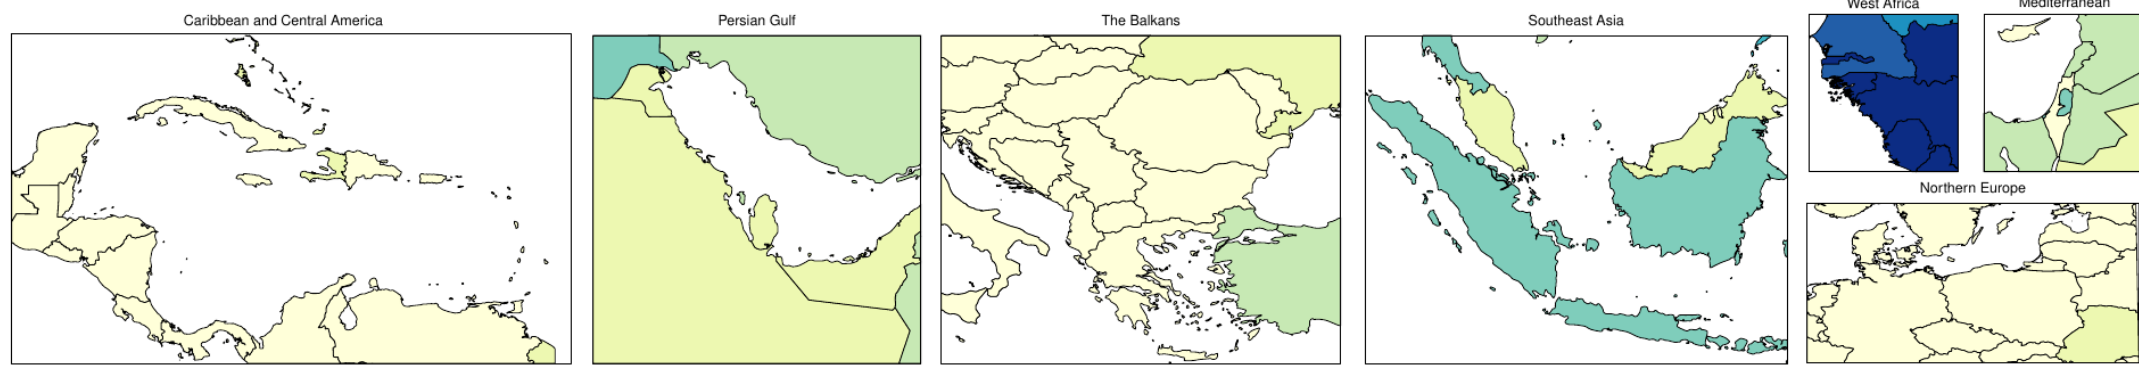 Caribbean and Central America
Persian Gulf
The Balkans
Southeast Asia
West Africa
Mediterranean
Northern Europe